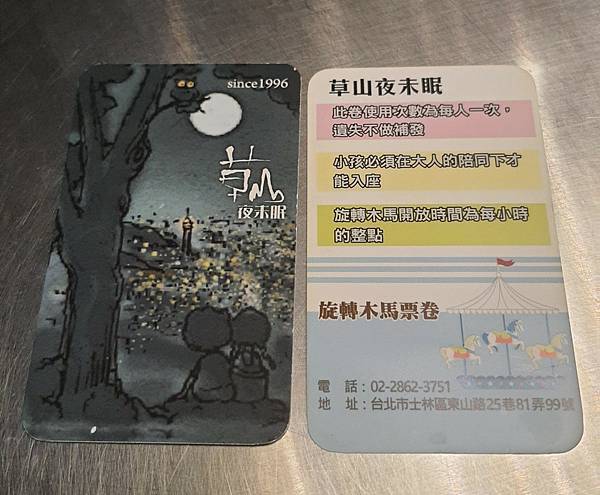 since1996
草山
夜未眠
草山夜未眠
此卷使用次數為每人一次，
遺失不做補發
小孩必須在大人的陪同下才
能入座
旋轉木馬開放時間為每小時
的整點
旋轉木馬票卷
電 話：02-2862-3751
地 址：台北市士林區東山路25巷81弄99號